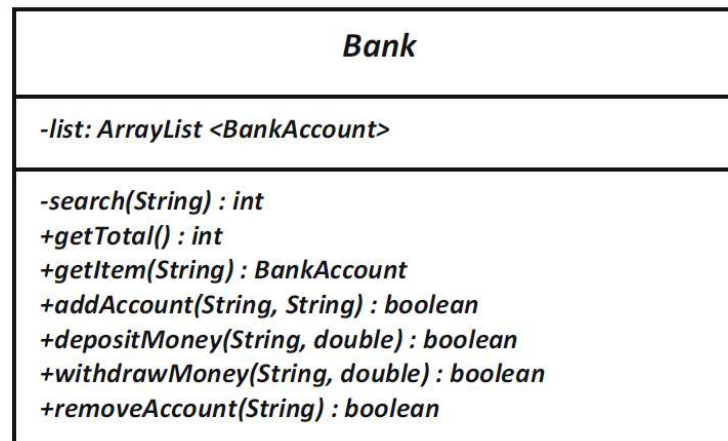 Bank
-list: ArrayList <BankAccount>
-search(String) : int
+getTotal() : int
+getItem(String) : BankAccount
+addAccount(String, String) : boolean
+depositMoney(String, double) : boolean
+withdrawMoney(String, double) : boolean
+removeAccount(String) : boolean